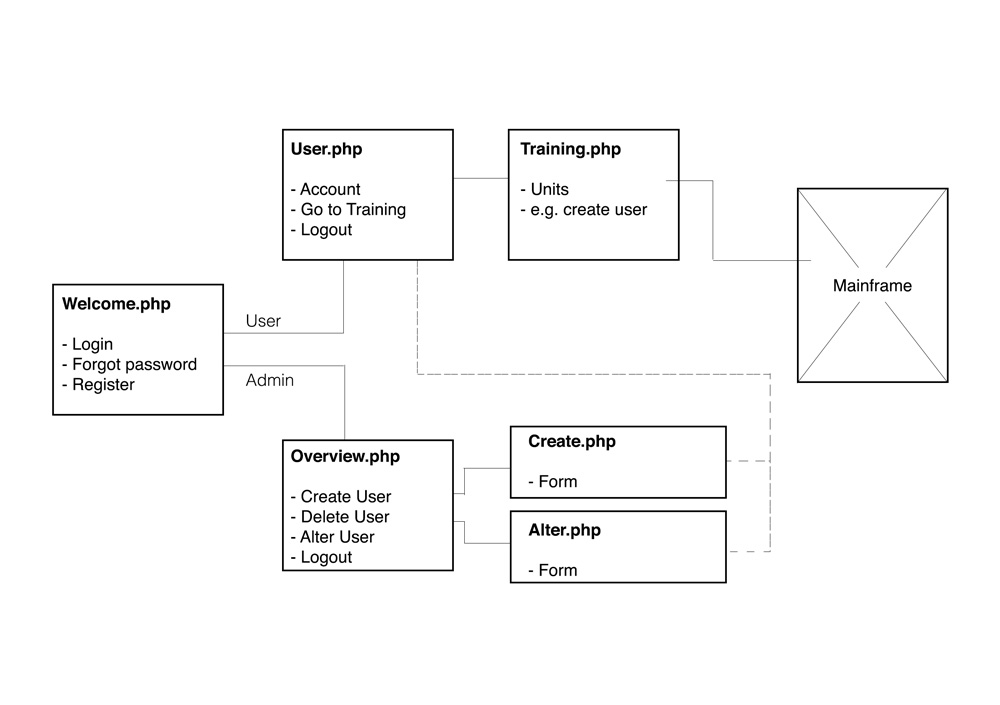 User.php
- Account
- Go to Training
- Logout
Training.php
- Units
- e.g. create user
Mainframe
Welcome.php
- Login
- Forgot password
- Register
User
Admin
Overview.php
- Create User
- Delete User
- Alter User
- Logout
Create.php
- Form
Alter.php
- Form